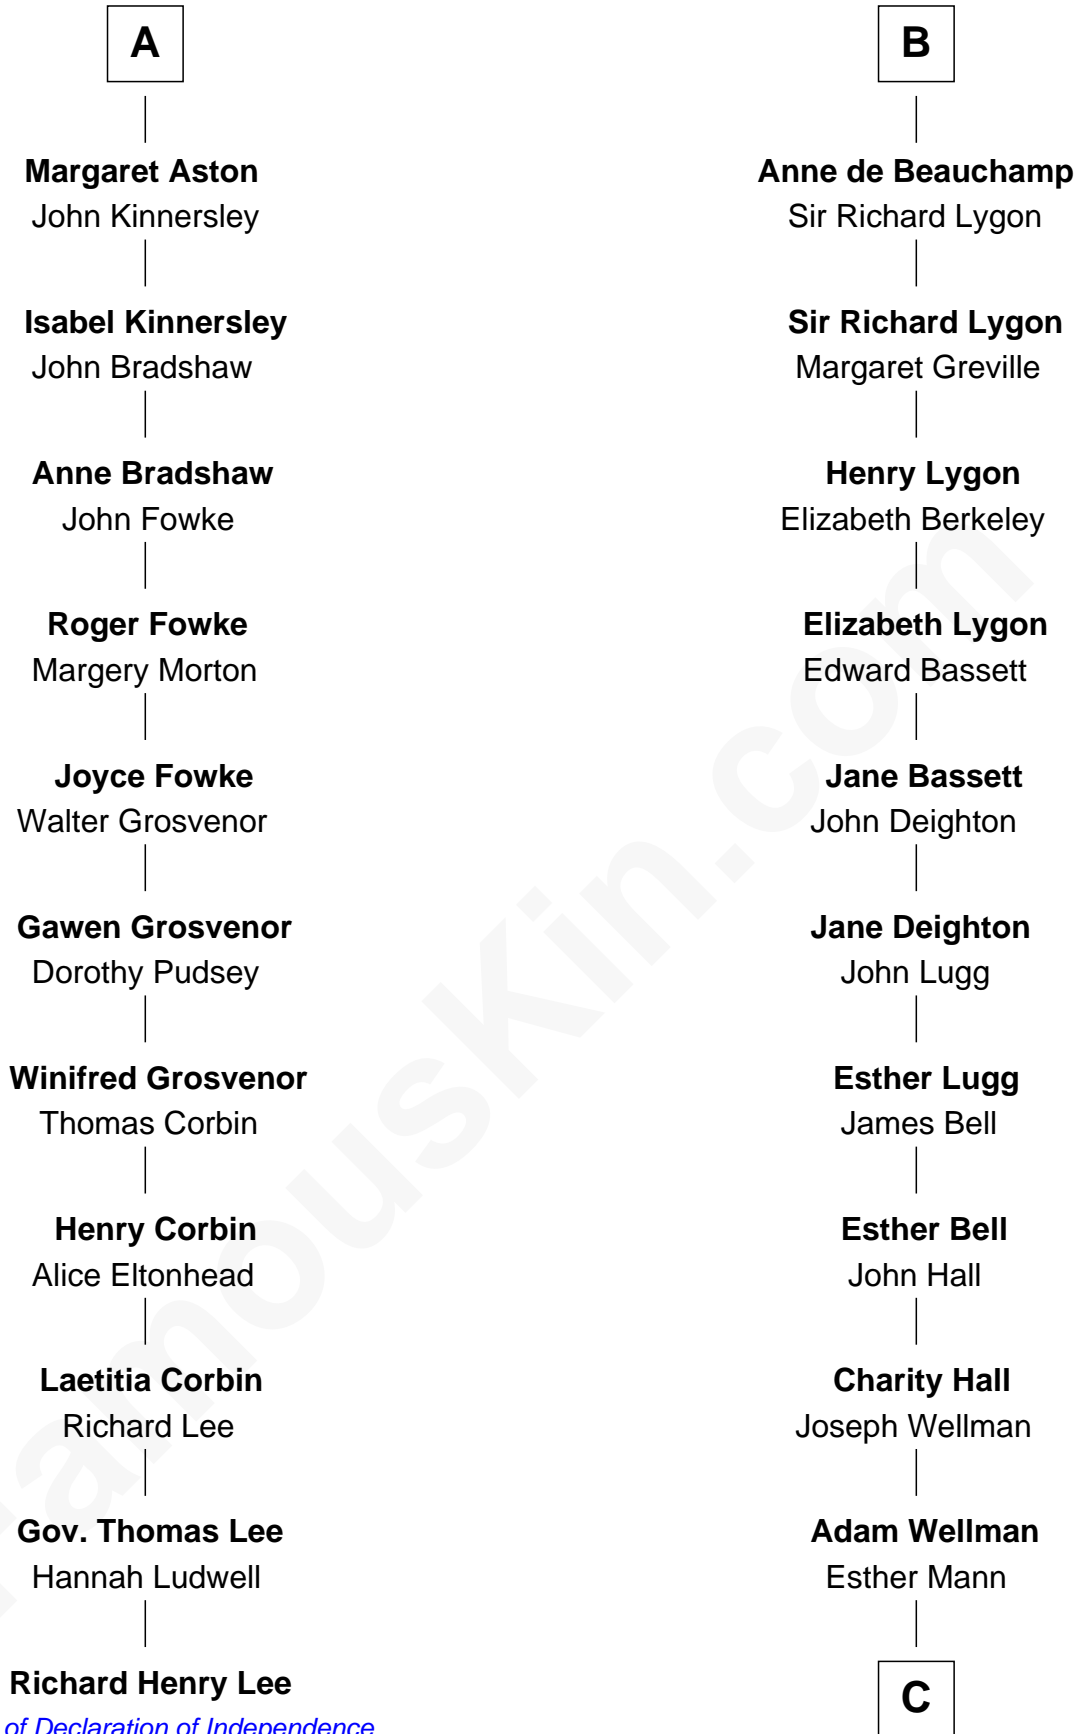 A
Margaret Aston
John Kinnersley
Isabel Kinnersley
John Bradshaw
Anne Bradshaw
John Fowke
Roger Fowke
Margery Morton
Joyce Fowke
Walter Grosvenor
Gawen Grosvenor
Dorothy Pudsey
Winifred Grosvenor
Thomas Corbin
Henry Corbin
Alice Eltonhead
Laetitia Corbin
Richard Lee
Gov. Thomas Lee
Hannah Ludwell
Richard Henry Lee
of Declaration of Independence
B
Anne de Beauchamp
Sir Richard Lygon
Sir Richard Lygon
Margaret Greville
Henry Lygon
Elizabeth Berkeley
Elizabeth Lygon
Edward Bassett
Jane Bassett
John Deighton
Jane Deighton
John Lugg
Esther Lugg
James Bell
Esther Bell
John Hall
Charity Hall
Joseph Wellman
Adam Wellman
Esther Mann
C
FamousKin.com